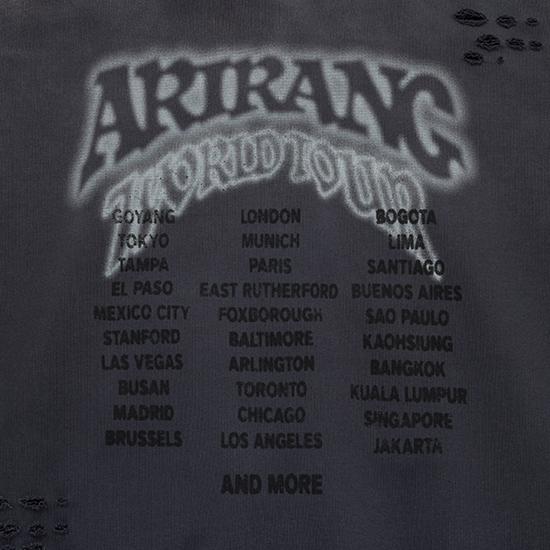 ARIRANG
WORLD TOUR
GOYANG LONDON BOGOTA
TOKYO MUNICH LIMA
TAMPA PARIS SANTIAGO
EL PASO EAST RUTHERFORD BUENOS AIRES
MEXICO CITY FOXBOROUGH SAO PAULO
STANFORD BALTIMORE KAOHSIUNG
LAS VEGAS ARLINGTON BANGKOK
BUSAN TORONTO KUALA LUMPUR
MADRID CHICAGO SINGAPORE
BRUSSELS LOS ANGELES JAKARTA
AND MORE